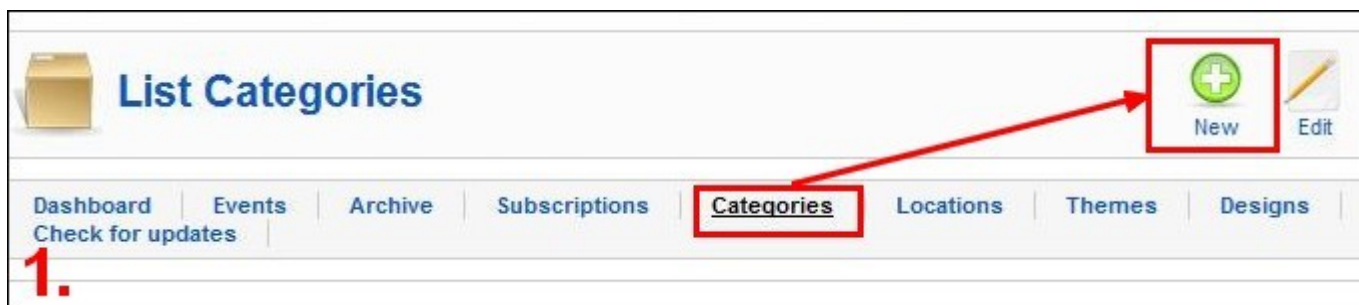 List Categories
New
Edit
Dashboard Events Archive Subscriptions Categories Locations Themes Designs
Check for updates
1.